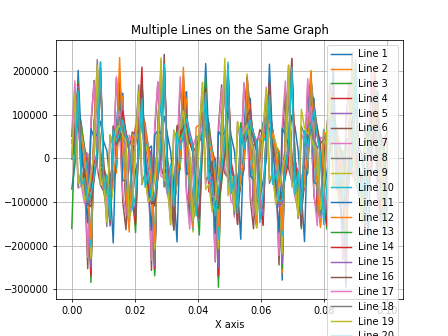 Multiple Lines on the Same Graph
200000
100000
0
-100000
-200000
-300000
0.00
0.02
0.04
0.06
X axis
Line 1
Line 2
Line 3
Line 4
Line 5
Line 6
Line 7
Line 8
Line 9
Line 10
Line 11
Line 12
Line 13
Line 14
Line 15
Line 16
Line 17
Line 18
Line 19
Line 20